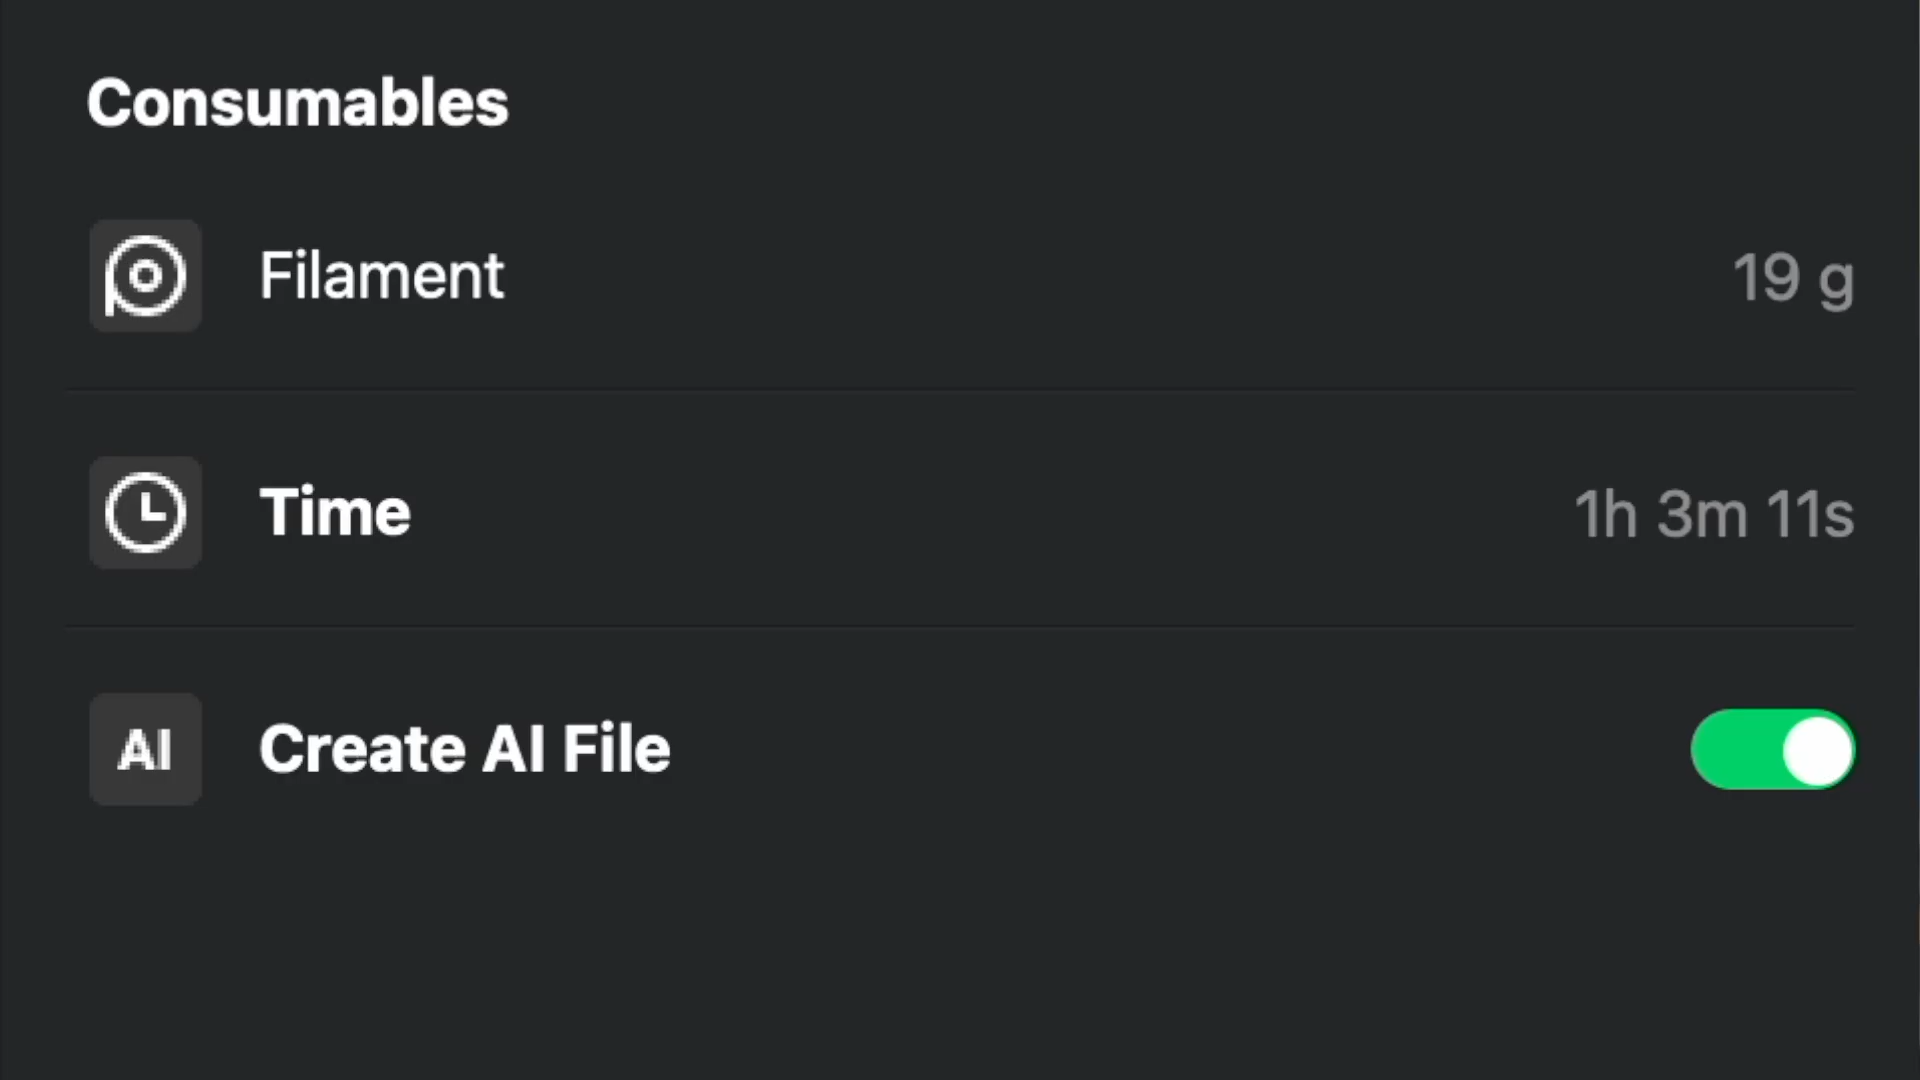 Consumables
Filament 19 g
Time 1h 3m 11s
AI Create AI File